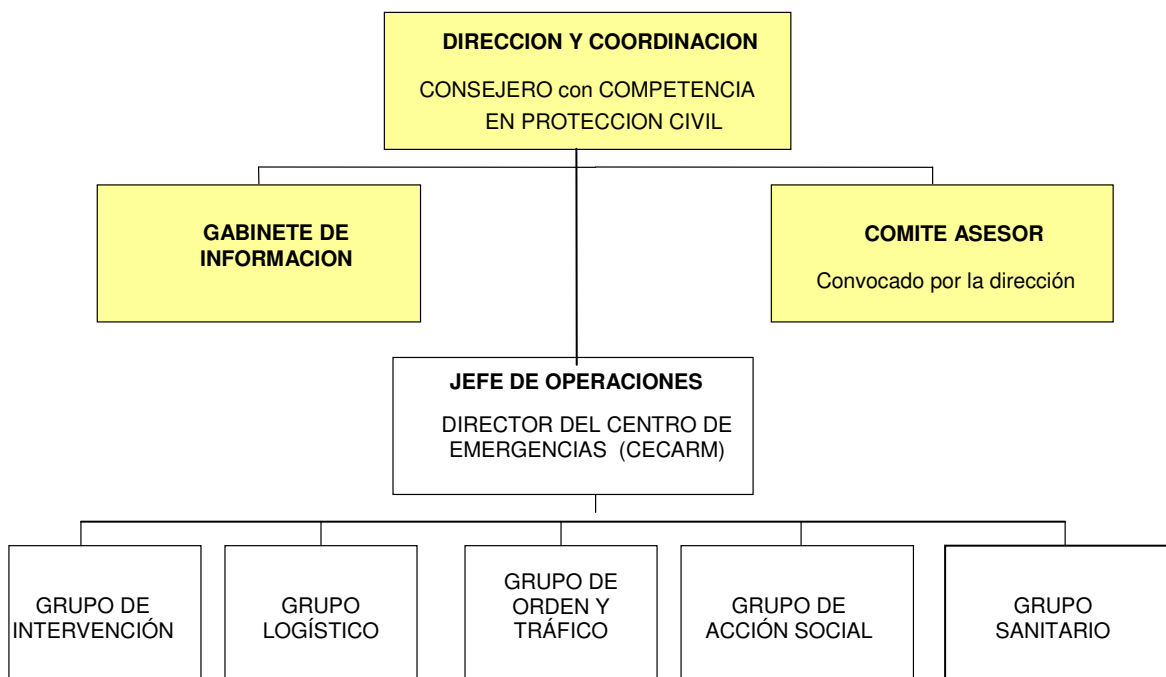 DIRECCION Y COORDINACION
CONSEJERO con COMPETENCIA
EN PROTECCION CIVIL
GABINETE DE
INFORMACION
COMITE ASESOR
Convocado por la dirección
JEFE DE OPERACIONES
DIRECTOR DEL CENTRO DE
EMERGENCIAS (CECARM)
GRUPO DE
INTERVENCIÓN
GRUPO
LOGÍSTICO
GRUPO DE
ORDEN Y
TRÁFICO
GRUPO DE
ACCIÓN SOCIAL
GRUPO
SANITARIO